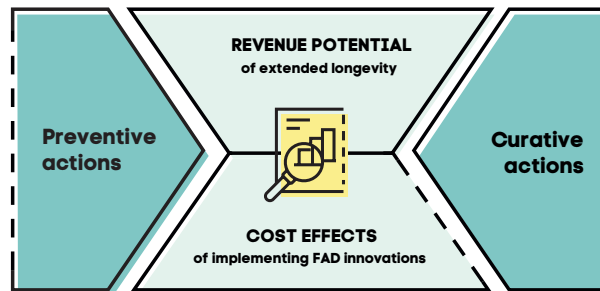 REVENUE POTENTIAL
of extended longevity
Preventive
actions
Curative
actions
COST EFFECTS
of implementing FAD innovations